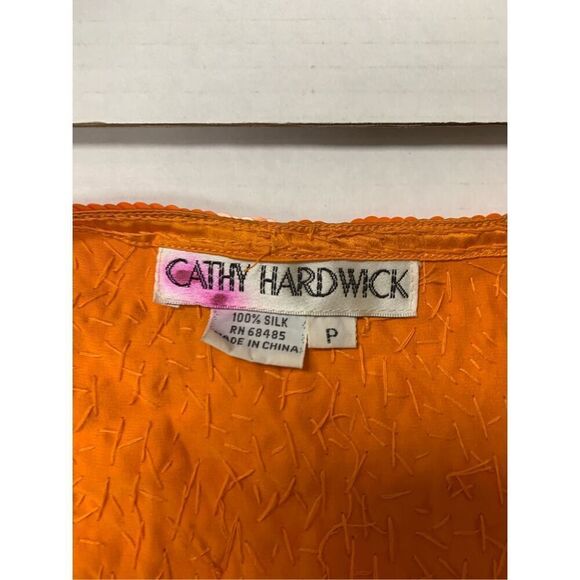 CATHY HARDWICK
100% SILK
RN 68485
MADE IN CHINA
P